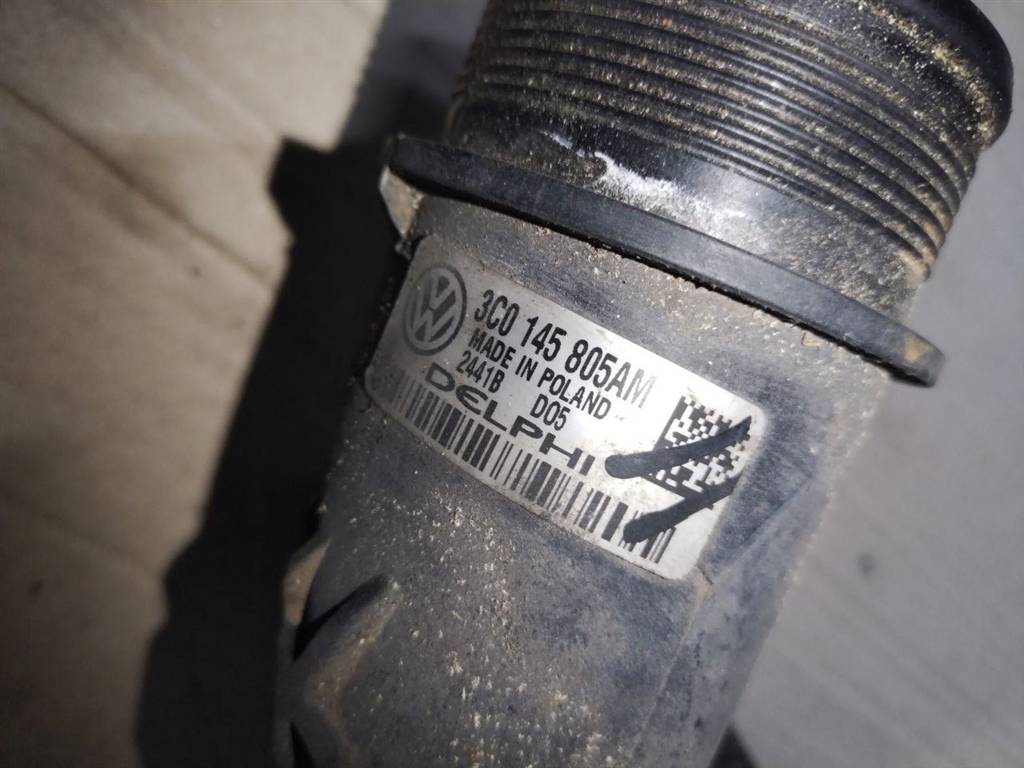 3C0 145 805AM
MADE IN POLAND
2441B D05
DELPHI